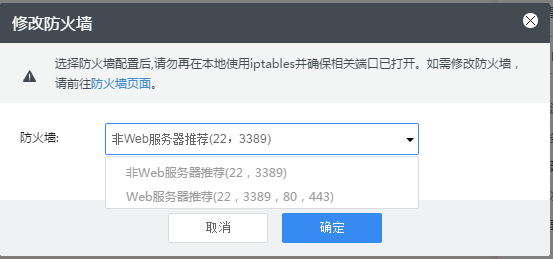 修改防火墙
选择防火墙配置后,请勿再在本地使用iptables并确保相关端口已打开。如需修改防火墙，
请前往防火墙页面。
防火墙:
非Web服务器推荐(22，3389)
非Web服务器推荐(22，3389)
Web服务器推荐(22，3389，80，443)
取消
确定